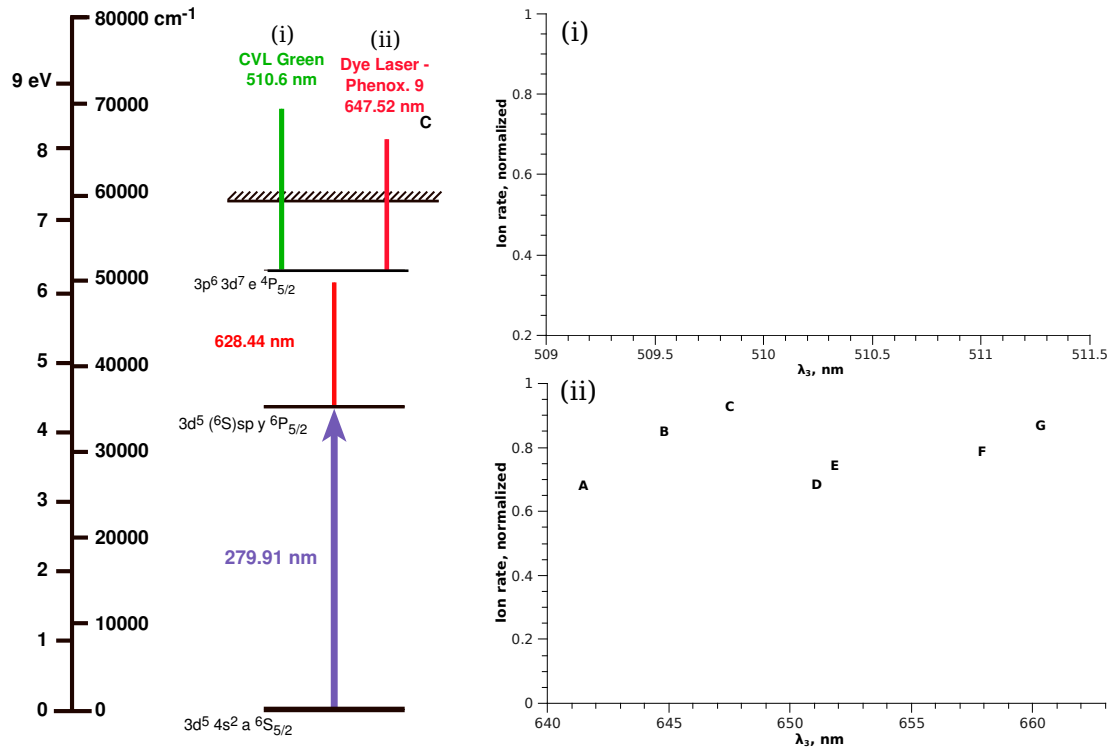 80000 cm⁻¹
9 eV
70000
8
60000
7
50000
6
5
40000
4
30000
3
20000
2
10000
1
0
0
(i)
CVL Green
510.6 nm
(ii)
Dye Laser -
Phenox. 9
647.52 nm
C
3p⁶ 3d⁷ e ⁴P₅/₂
628.44 nm
3d⁵ (⁶S)sp y ⁶P₅/₂
279.91 nm
3d⁵ 4s² a ⁶S₅/₂
(i)
Ion rate, normalized
1
0.8
0.6
0.4
0.2
509
509.5
510
510.5
511
511.5
λ₃, nm
(ii)
Ion rate, normalized
1
0.8
0.6
0.4
0.2
0
A
B
C
D
E
F
G
640
645
650
655
660
λ₃, nm